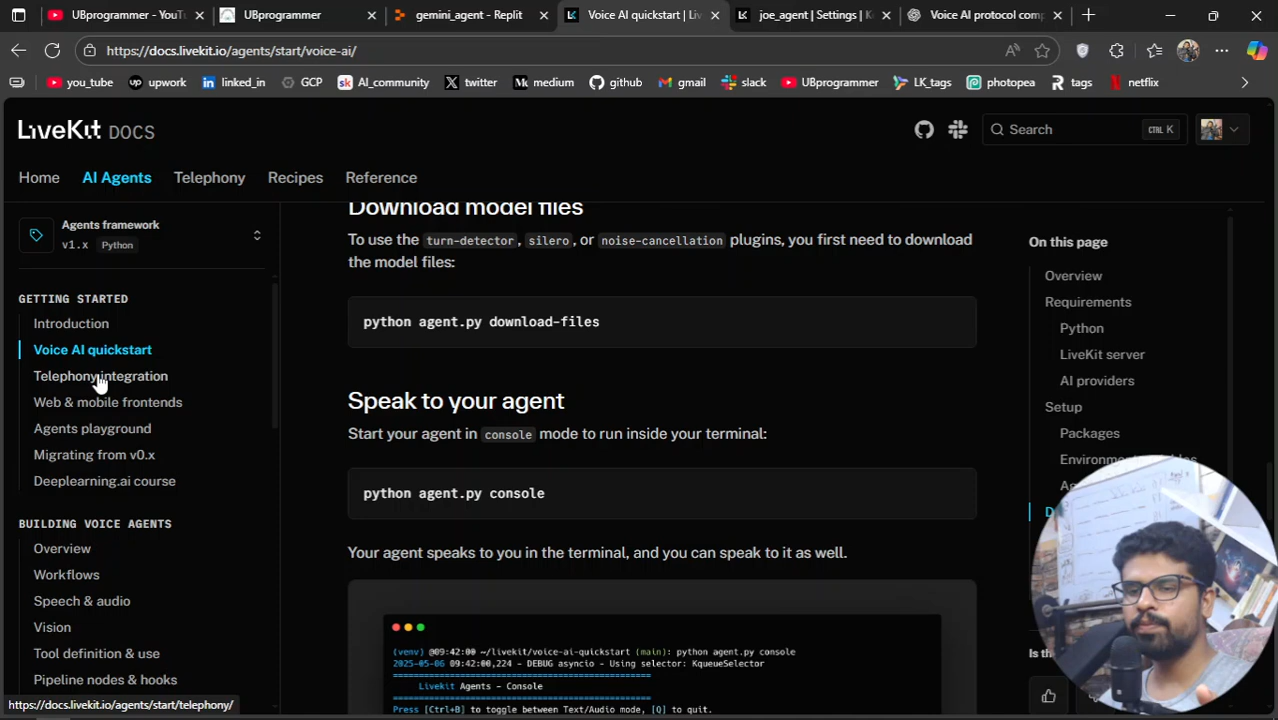 UBprogrammer - YouT
UBprogrammer
gemini_agent - Replit
Voice AI quickstart | Liv
joe_agent | Settings | K
Voice AI protocol com
https://docs.livekit.io/agents/start/voice-ai/
you_tube
upwork
linked_in
GCP
AI_community
twitter
medium
github
gmail
slack
UBprogrammer
LK_tags
photopea
tags
netflix
LiveKit DOCS
Search
CTRL K
Home
AI Agents
Telephony
Recipes
Reference
Agents framework
v1.x Python
GETTING STARTED
Introduction
Voice AI quickstart
Telephony integration
Web & mobile frontends
Agents playground
Migrating from v0.x
Deeplearning.ai course
BUILDING VOICE AGENTS
Overview
Workflows
Speech & audio
Vision
Tool definition & use
Pipeline nodes & hooks
https://docs.livekit.io/agents/start/telephony/
Download model files
To use the turn-detector, silero, or noise-cancellation plugins, you first need to download
the model files:
python agent.py download-files
Speak to your agent
Start your agent in console mode to run inside your terminal:
python agent.py console
Your agent speaks to you in the terminal, and you can speak to it as well.
(venv) @09:42:00 ~/livekit/voice-ai-quickstart (main): python agent.py console
2025-05-06 09:42:00,224 - DEBUG asyncio - Using selector: KqueueSelector
Livekit Agents - Console
Press [Ctrl+B] to toggle between Text/Audio mode, [Q] to quit.
On this page
Overview
Requirements
Python
LiveKit server
AI providers
Setup
Packages
Environ
Ag
D
Is th